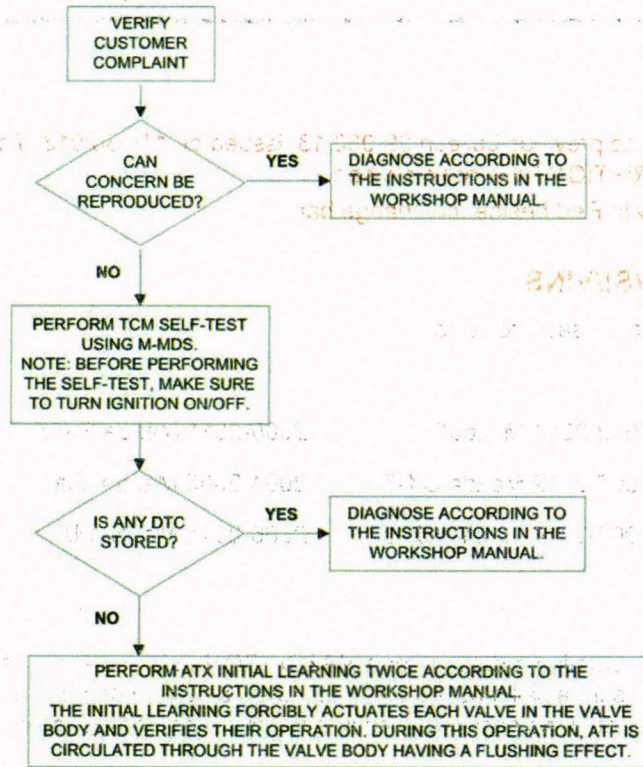 VERIFY
CUSTOMER
COMPLAINT
CAN
CONCERN BE
REPRODUCED?
YES
DIAGNOSE ACCORDING TO
THE INSTRUCTIONS IN THE
WORKSHOP MANUAL.
NO
PERFORM TCM SELF-TEST
USING M-MDS.
NOTE: BEFORE PERFORMING
THE SELF-TEST, MAKE SURE
TO TURN IGNITION ON/OFF.
IS ANY DTC
STORED?
YES
DIAGNOSE ACCORDING TO
THE INSTRUCTIONS IN THE
WORKSHOP MANUAL.
NO
PERFORM ATX INITIAL LEARNING TWICE ACCORDING TO THE
INSTRUCTIONS IN THE WORKSHOP MANUAL.
THE INITIAL LEARNING FORCIBLY ACTUATES EACH VALVE IN THE VALVE
BODY AND VERIFIES THEIR OPERATION. DURING THIS OPERATION, ATF IS
CIRCULATED THROUGH THE VALVE BODY HAVING A FLUSHING EFFECT.